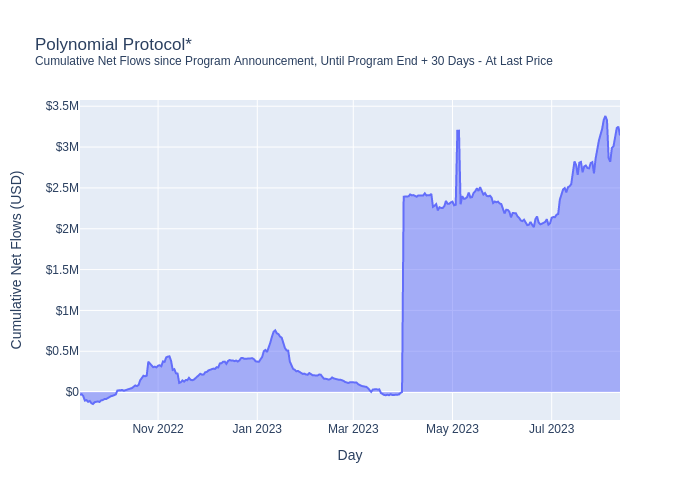 Polynomial Protocol*
Cumulative Net Flows since Program Announcement, Until Program End + 30 Days - At Last Price
Cumulative Net Flows (USD)
$3.5M
$3M
$2.5M
$2M
$1.5M
$1M
$0.5M
$0
Nov 2022
Jan 2023
Mar 2023
May 2023
Jul 2023
Day